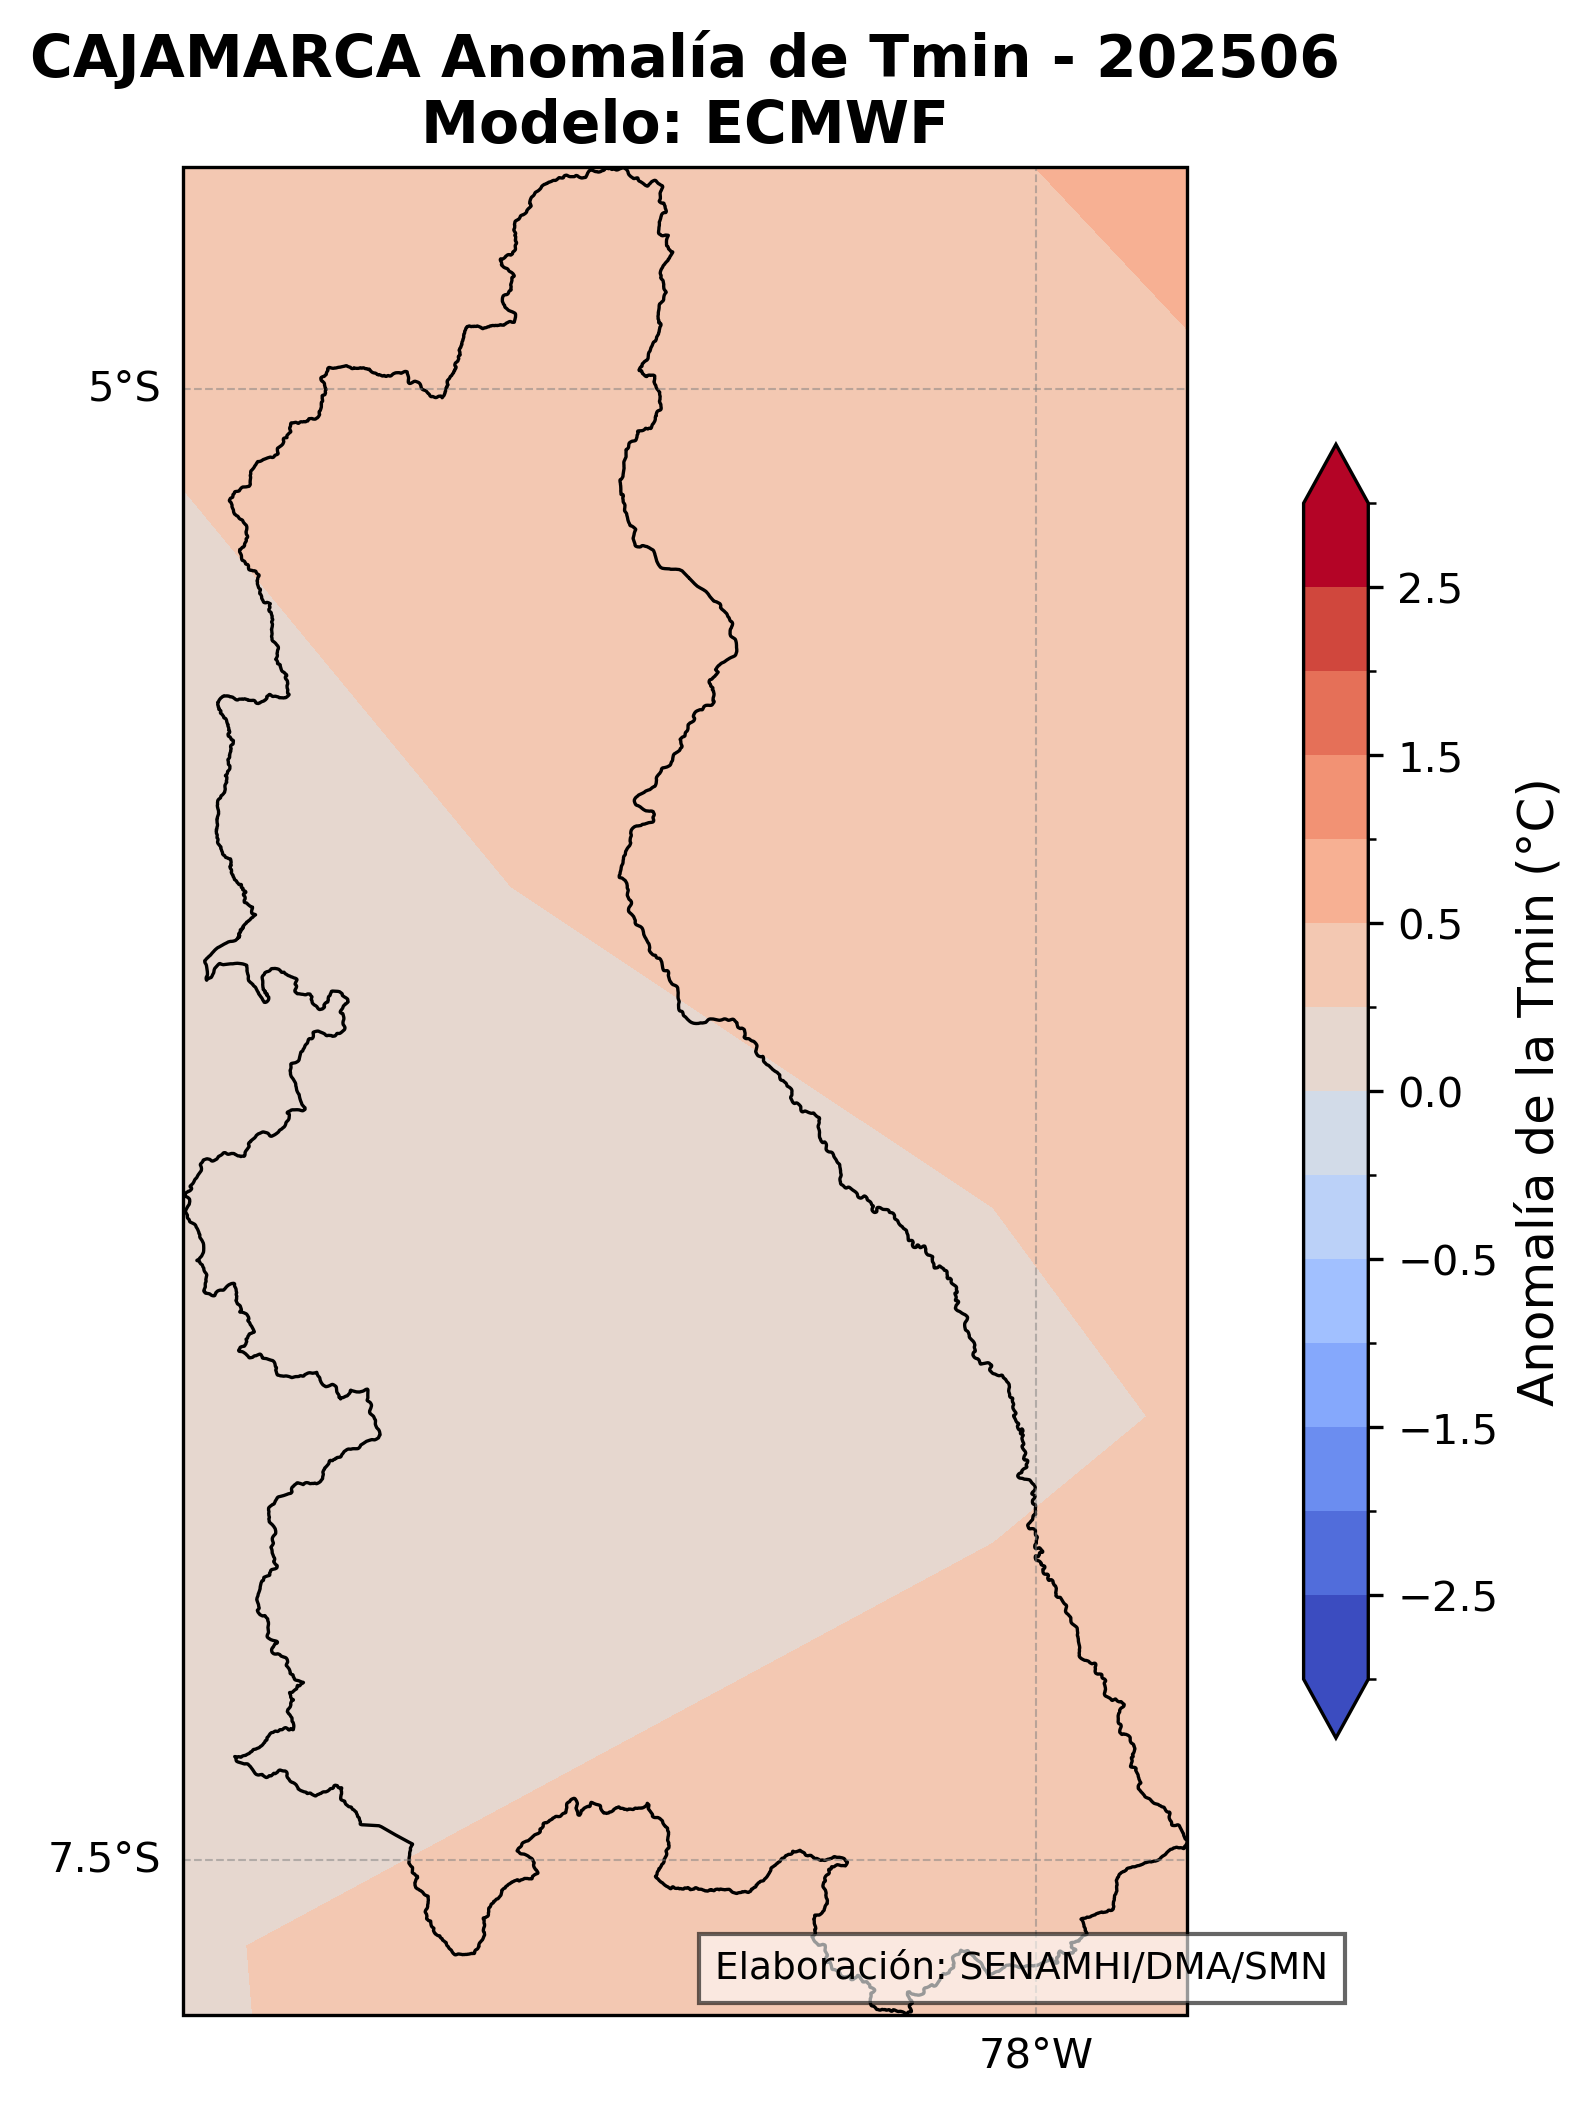 CAJAMARCA Anomalía de Tmin - 202506
Modelo: ECMWF
5°S
7.5°S
78°W
2.5
1.5
0.5
0.0
−0.5
−1.5
−2.5
Anomalía de la Tmin (°C)
Elaboración: SENAMHI/DMA/SMN